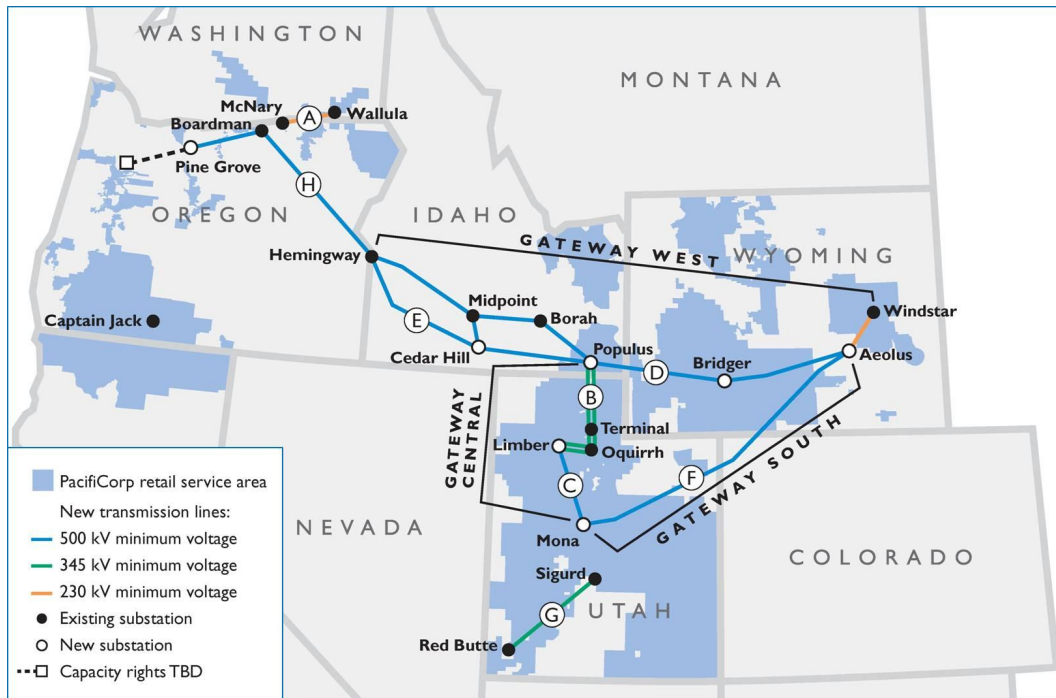 WASHINGTON
MONTANA
McNary
A
Wallula
Boardman
Pine Grove
H
OREGON
IDAHO
GATEWAY WEST
WYOMING
Hemingway
Windstar
Midpoint
Borah
Captain Jack
E
Cedar Hill
Populus
D
Bridger
Aeolus
B
GATEWAY
CENTRAL
Terminal
Limber
Oquirrh
GATEWAY SOUTH
C
F
Mona
NEVADA
COLORADO
Sigurd
UTAH
G
Red Butte
PacifiCorp retail service area
New transmission lines:
500 kV minimum voltage
345 kV minimum voltage
230 kV minimum voltage
Existing substation
New substation
Capacity rights TBD